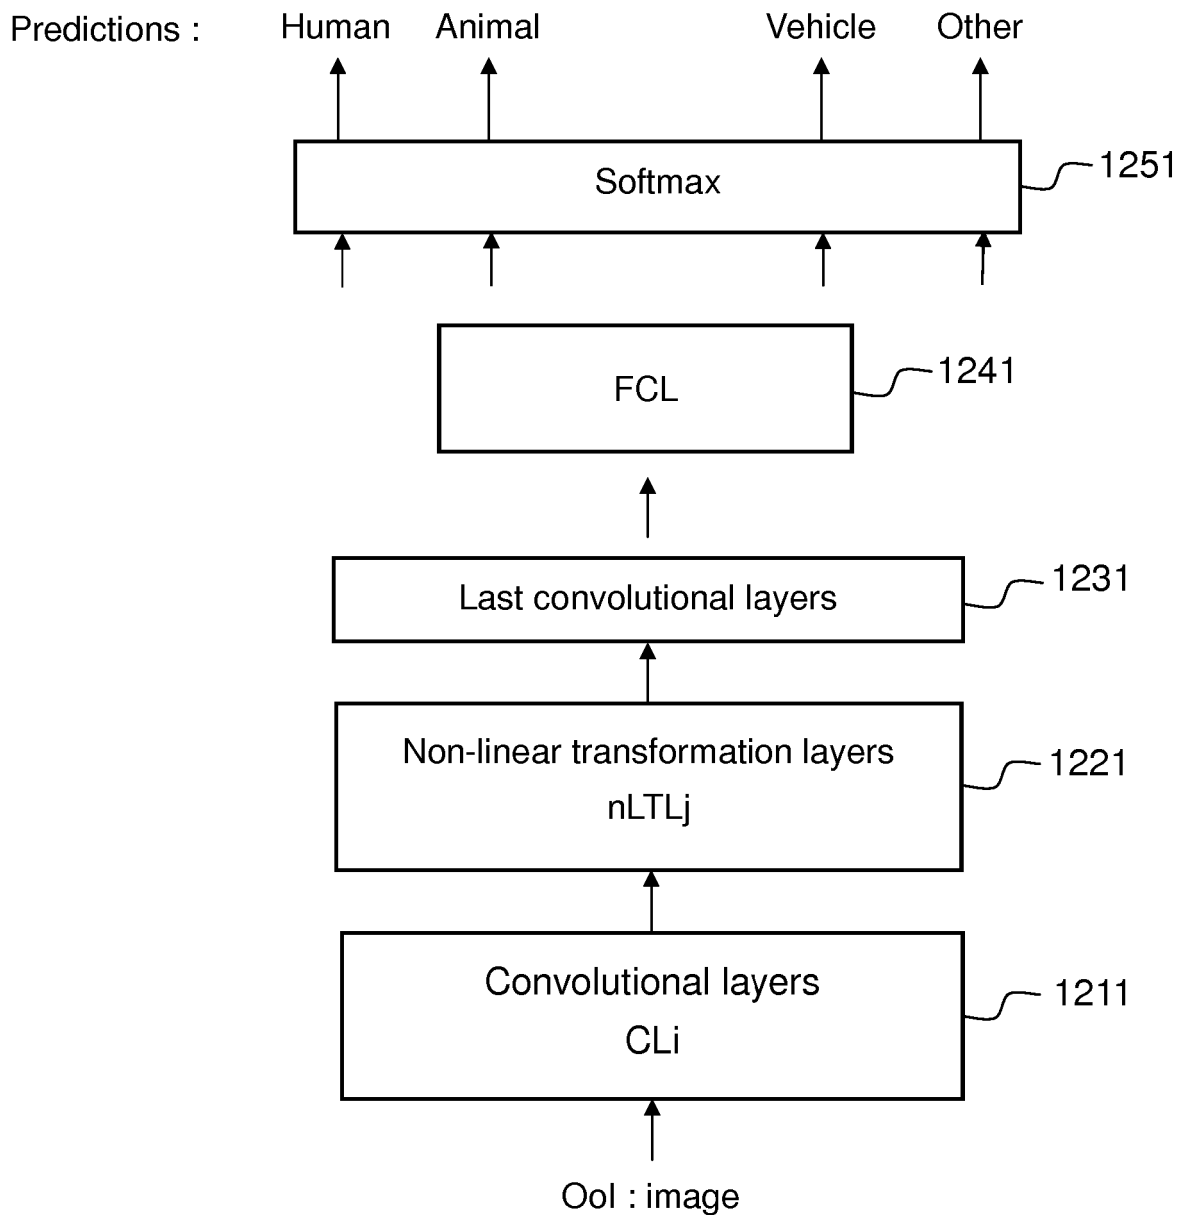 Predictions : Human Animal Vehicle Other
Softmax
1251
FCL
1241
Last convolutional layers
1231
Non-linear transformation layers
nLTLj
1221
Convolutional layers
CLi
1211
OoI : image